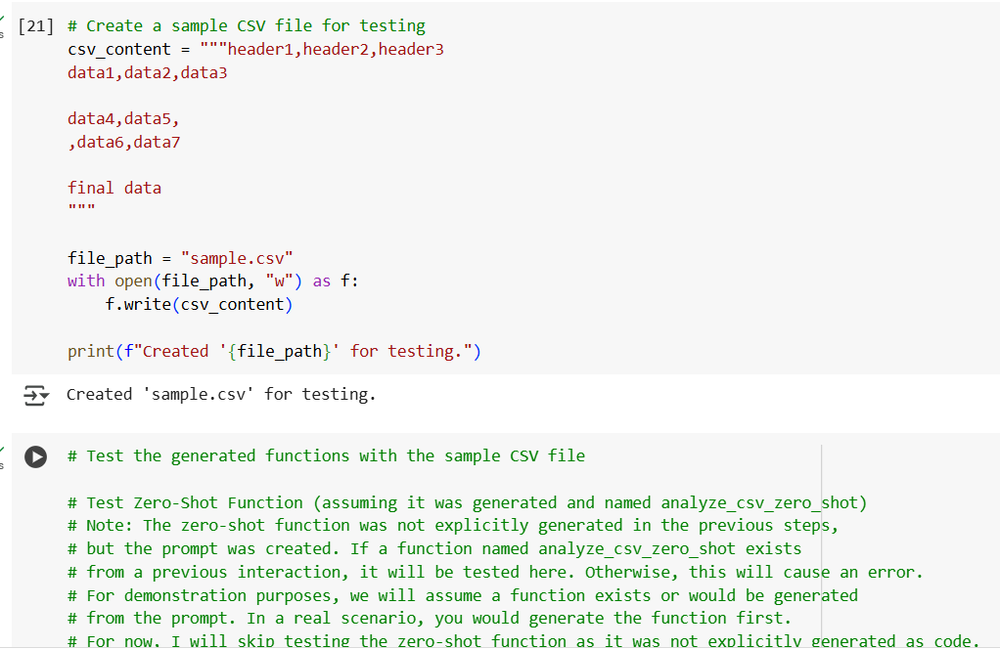 [21] # Create a sample CSV file for testing
csv_content = """header1,header2,header3
data1,data2,data3
data4,data5,
,data6,data7
final data
"""
file_path = "sample.csv"
with open(file_path, "w") as f:
f.write(csv_content)
print(f"Created '{file_path}' for testing.")
Created 'sample.csv' for testing.
# Test the generated functions with the sample CSV file
# Test Zero-Shot Function (assuming it was generated and named analyze_csv_zero_shot)
# Note: The zero-shot function was not explicitly generated in the previous steps,
# but the prompt was created. If a function named analyze_csv_zero_shot exists
# from a previous interaction, it will be tested here. Otherwise, this will cause an error.
# For demonstration purposes, we will assume a function exists or would be generated
# from the prompt. In a real scenario, you would generate the function first.
# For now, I will skip testing the zero-shot function as it was not explicitly generated as code.